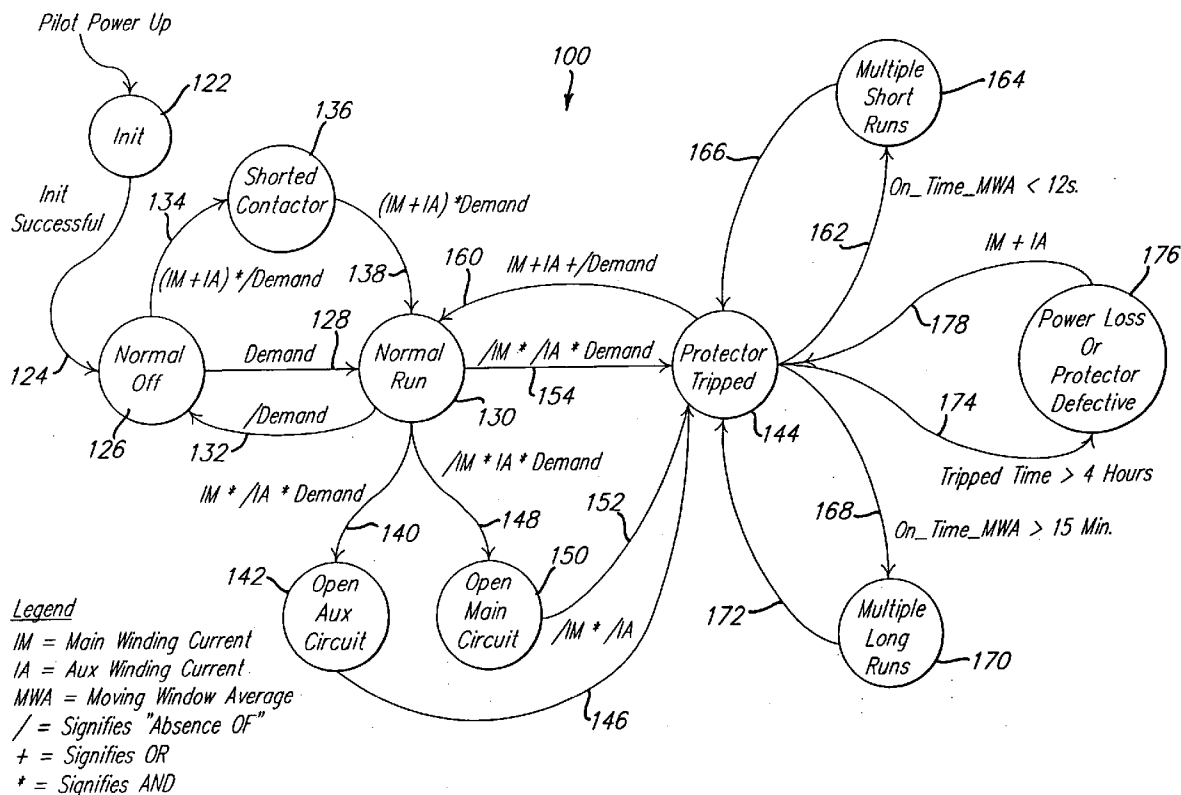 Pilot Power Up
122
Init
Init
Successful
124
Normal
Off
126
134
136
Shorted
Contactor
(IM + IA) *Demand
138
(IM + IA) */Demand
128
Demand
/Demand
132
Normal
Run
130
100
160
IM + IA + /Demand
/IM * /IA * Demand
154
Protector
Tripped
144
166
Multiple
Short
Runs
164
On_Time_MWA < 12s.
162
IM + IA
178
176
Power Loss
Or
Protector
Defective
174
Tripped Time > 4 Hours
168
On_Time_MWA > 15 Min.
172
Multiple
Long
Runs
170
IM * /IA * Demand
140
/IM * IA * Demand
148
142
Open
Aux
Circuit
150
Open
Main
Circuit
152
/IM * /IA
146
Legend
IM = Main Winding Current
IA = Aux Winding Current
MWA = Moving Window Average
/ = Signifies "Absence OF"
+ = Signifies OR
* = Signifies AND